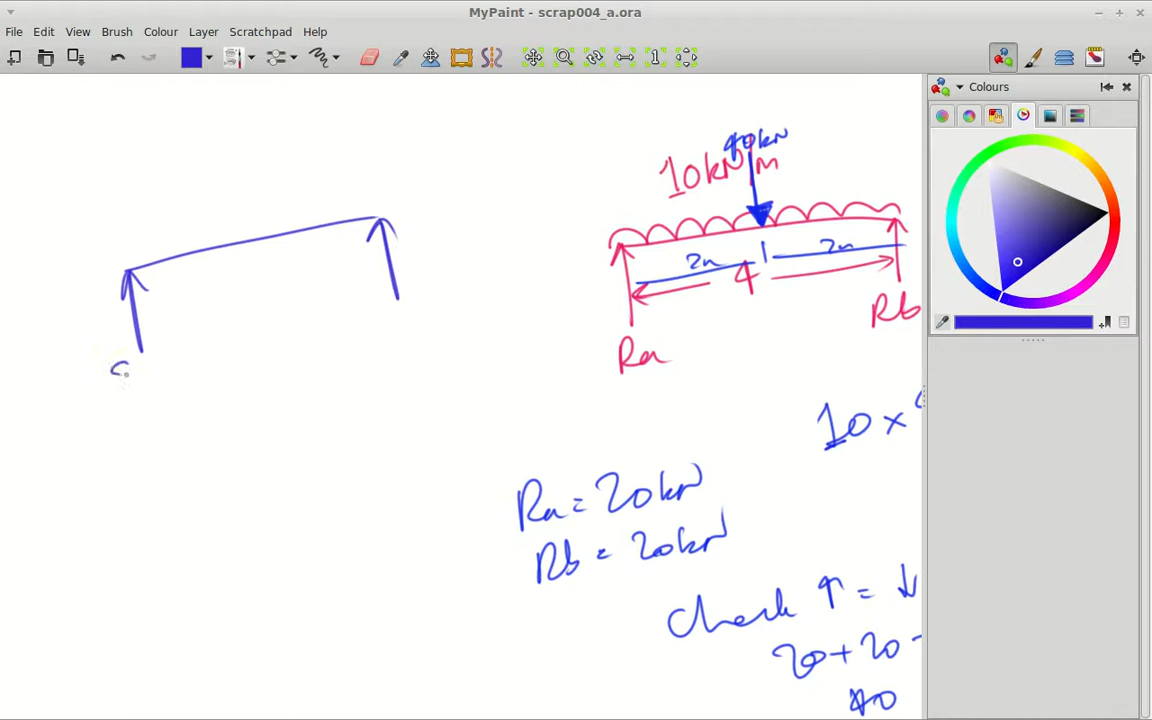 MyPaint - scrap004_a.ora
File Edit View Brush Colour Layer Scratchpad Help
Colours
40kN
10kN/m
2m
2m
4
Ra
Rb
10 ×
Ra = 20kN
Rb = 20kN
Check ↑ = ↓
20 + 20 -
40